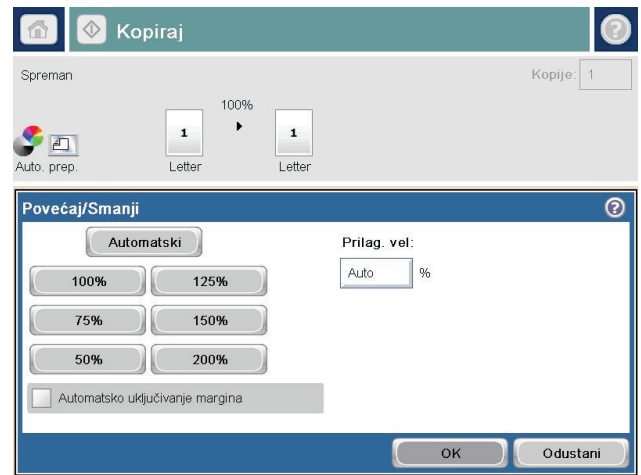 Kopiraj
Spreman
Kopije: 1
100%
1 1
Auto. prep. Letter Letter
Povećaj/Smanji
Automatski
Prilag. vel:
100% 125%
Auto %
75% 150%
50% 200%
Automatsko uključivanje margina
OK Odustani